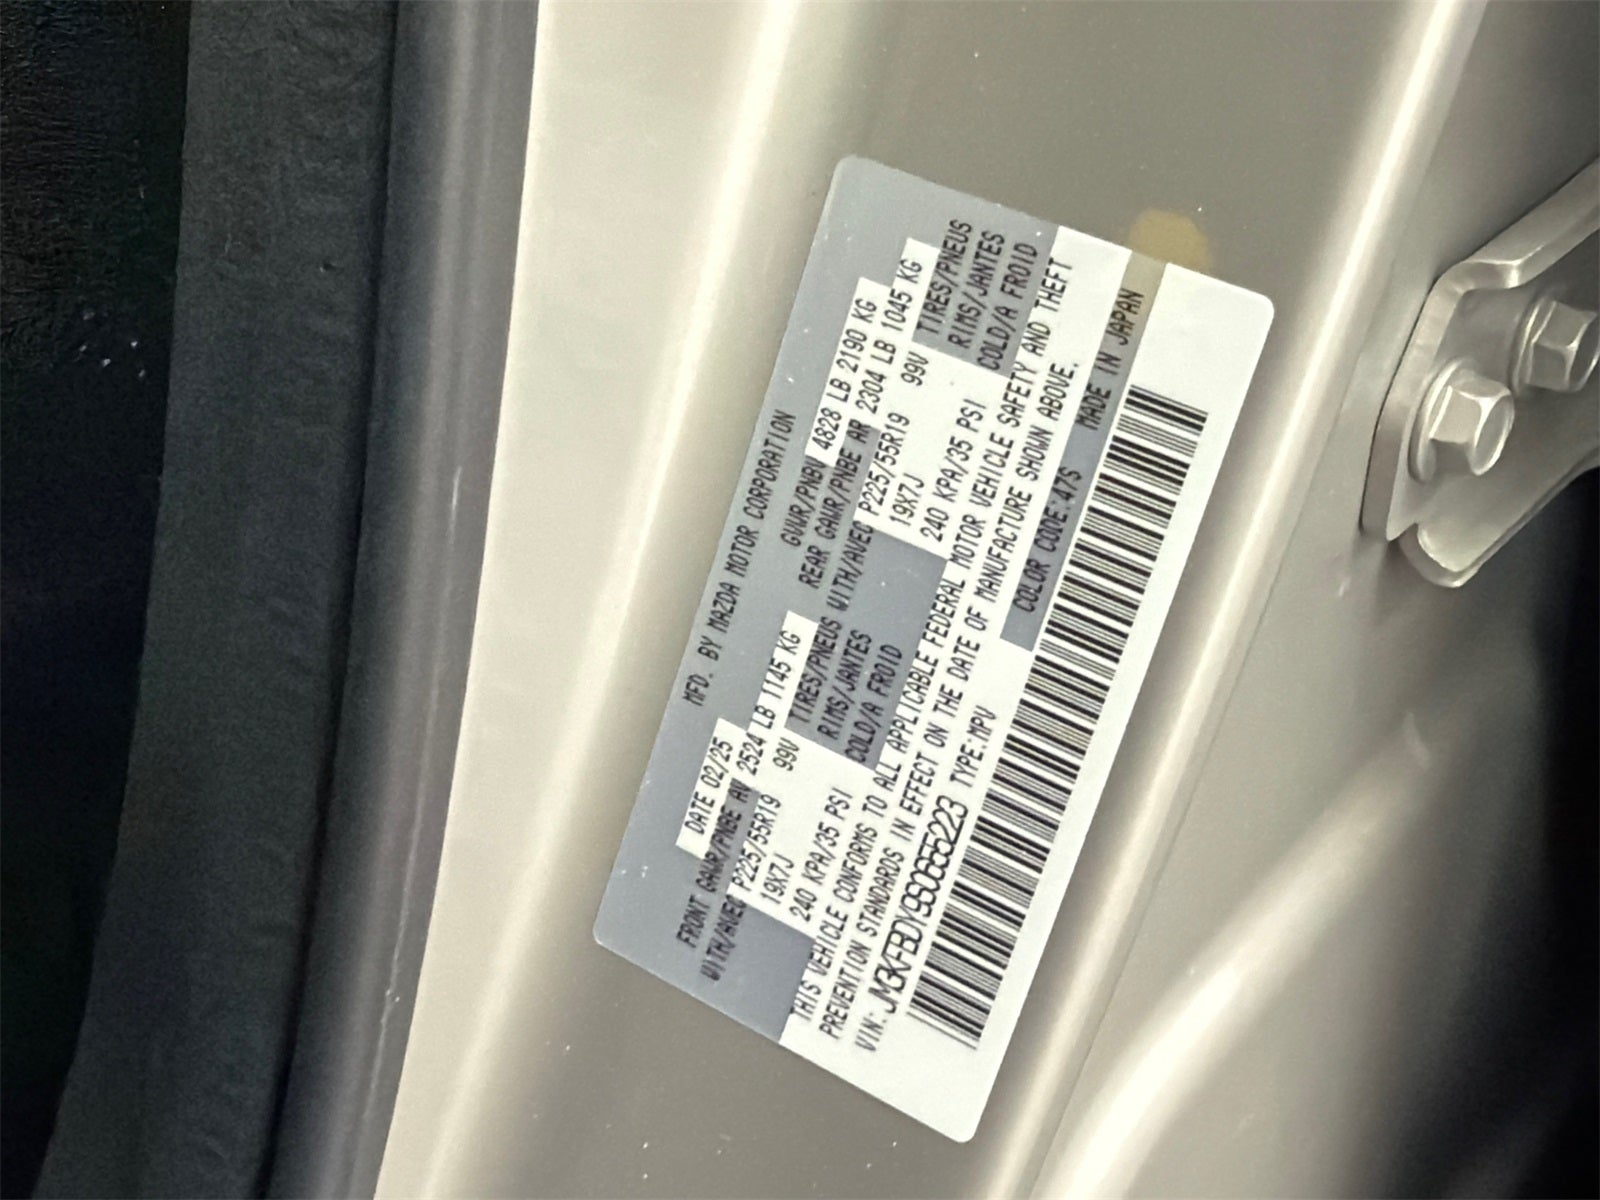 MFD. BY MAZDA MOTOR CORPORATION
DATE 02/25 GVWR/PNBV 4828 LB 2190 KG
FRONT GAWR/PNBE AV 2524 LB 1145 KG REAR GAWR/PNBE AR 2304 LB 1045 KG
WITH/AVEC P225/55R19 99V TIRES/PNEUS WITH/AVEC P225/55R19 99V TIRES/PNEUS
19X7J RIMS/JANTES 19X7J RIMS/JANTES
240 KPA/35 PSI COLD/A FROID 240 KPA/35 PSI COLD/A FROID
THIS VEHICLE CONFORMS TO ALL APPLICABLE FEDERAL MOTOR VEHICLE SAFETY AND THEFT
PREVENTION STANDARDS IN EFFECT ON THE DATE OF MANUFACTURE SHOWN ABOVE.
VIN: JM3KFBDY9S0655223 TYPE:MPV COLOR CODE:47S MADE IN JAPAN